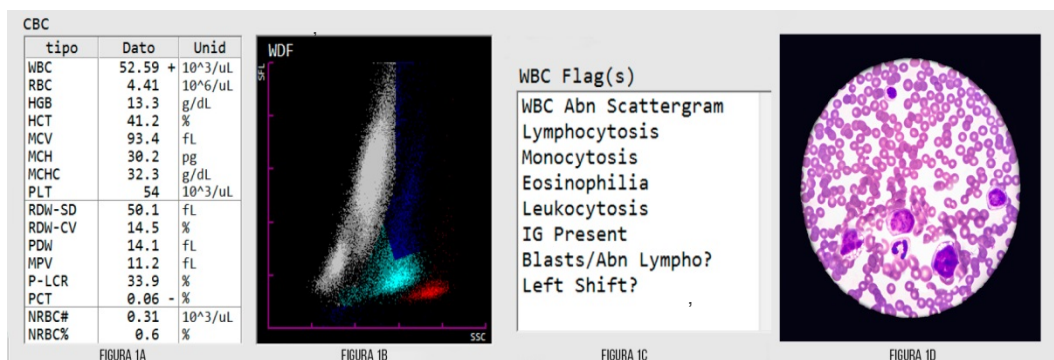 CBC
tipo Dato Unid
WBC 52.59 + 10^3/uL
RBC 4.41 10^6/uL
HGB 13.3 g/dL
HCT 41.2 %
MCV 93.4 fL
MCH 30.2 pg
MCHC 32.3 g/dL
PLT 54 10^3/uL
RDW-SD 50.1 fL
RDW-CV 14.5 %
PDW 14.1 fL
MPV 11.2 fL
P-LCR 33.9 %
PCT 0.06 - %
NRBC# 0.31 10^3/uL
NRBC% 0.6 %
FIGURA 1A
WDF
SFL
SSC
FIGURA 1B
WBC Flag(s)
WBC Abn Scattergram
Lymphocytosis
Monocytosis
Eosinophilia
Leukocytosis
IG Present
Blasts/Abn Lympho?
Left Shift?
FIGURA 1C
FIGURA 1D